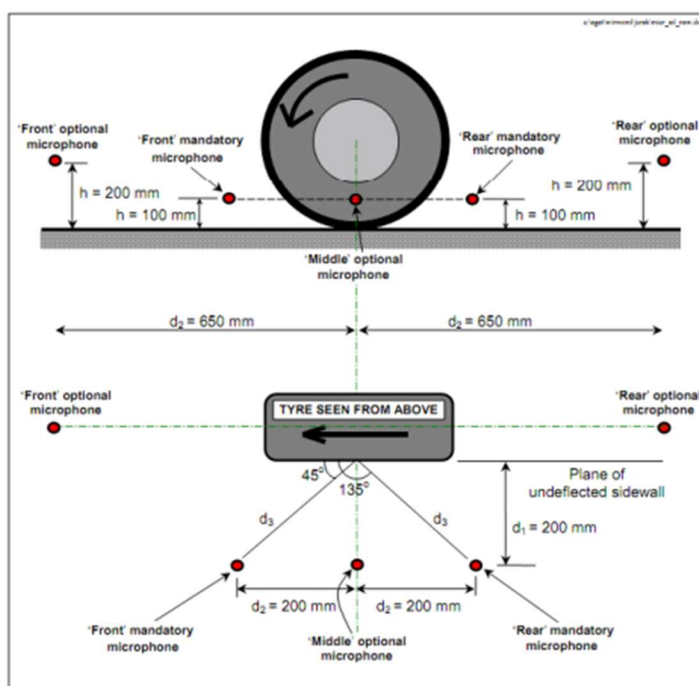 'Front' optional
microphone
'Front' mandatory
microphone
'Rear' mandatory
microphone
'Rear' optional
microphone
h = 200 mm
h = 100 mm
h = 200 mm
h = 100 mm
'Middle' optional
microphone
d₂ = 650 mm
d₂ = 650 mm
'Front' optional
microphone
TYRE SEEN FROM ABOVE
'Rear' optional
microphone
45°
135°
Plane of
undeflected sidewall
d₃
d₃
d₁ = 200 mm
d₂ = 200 mm
d₂ = 200 mm
'Front' mandatory
microphone
'Middle' optional
microphone
'Rear' mandatory
microphone